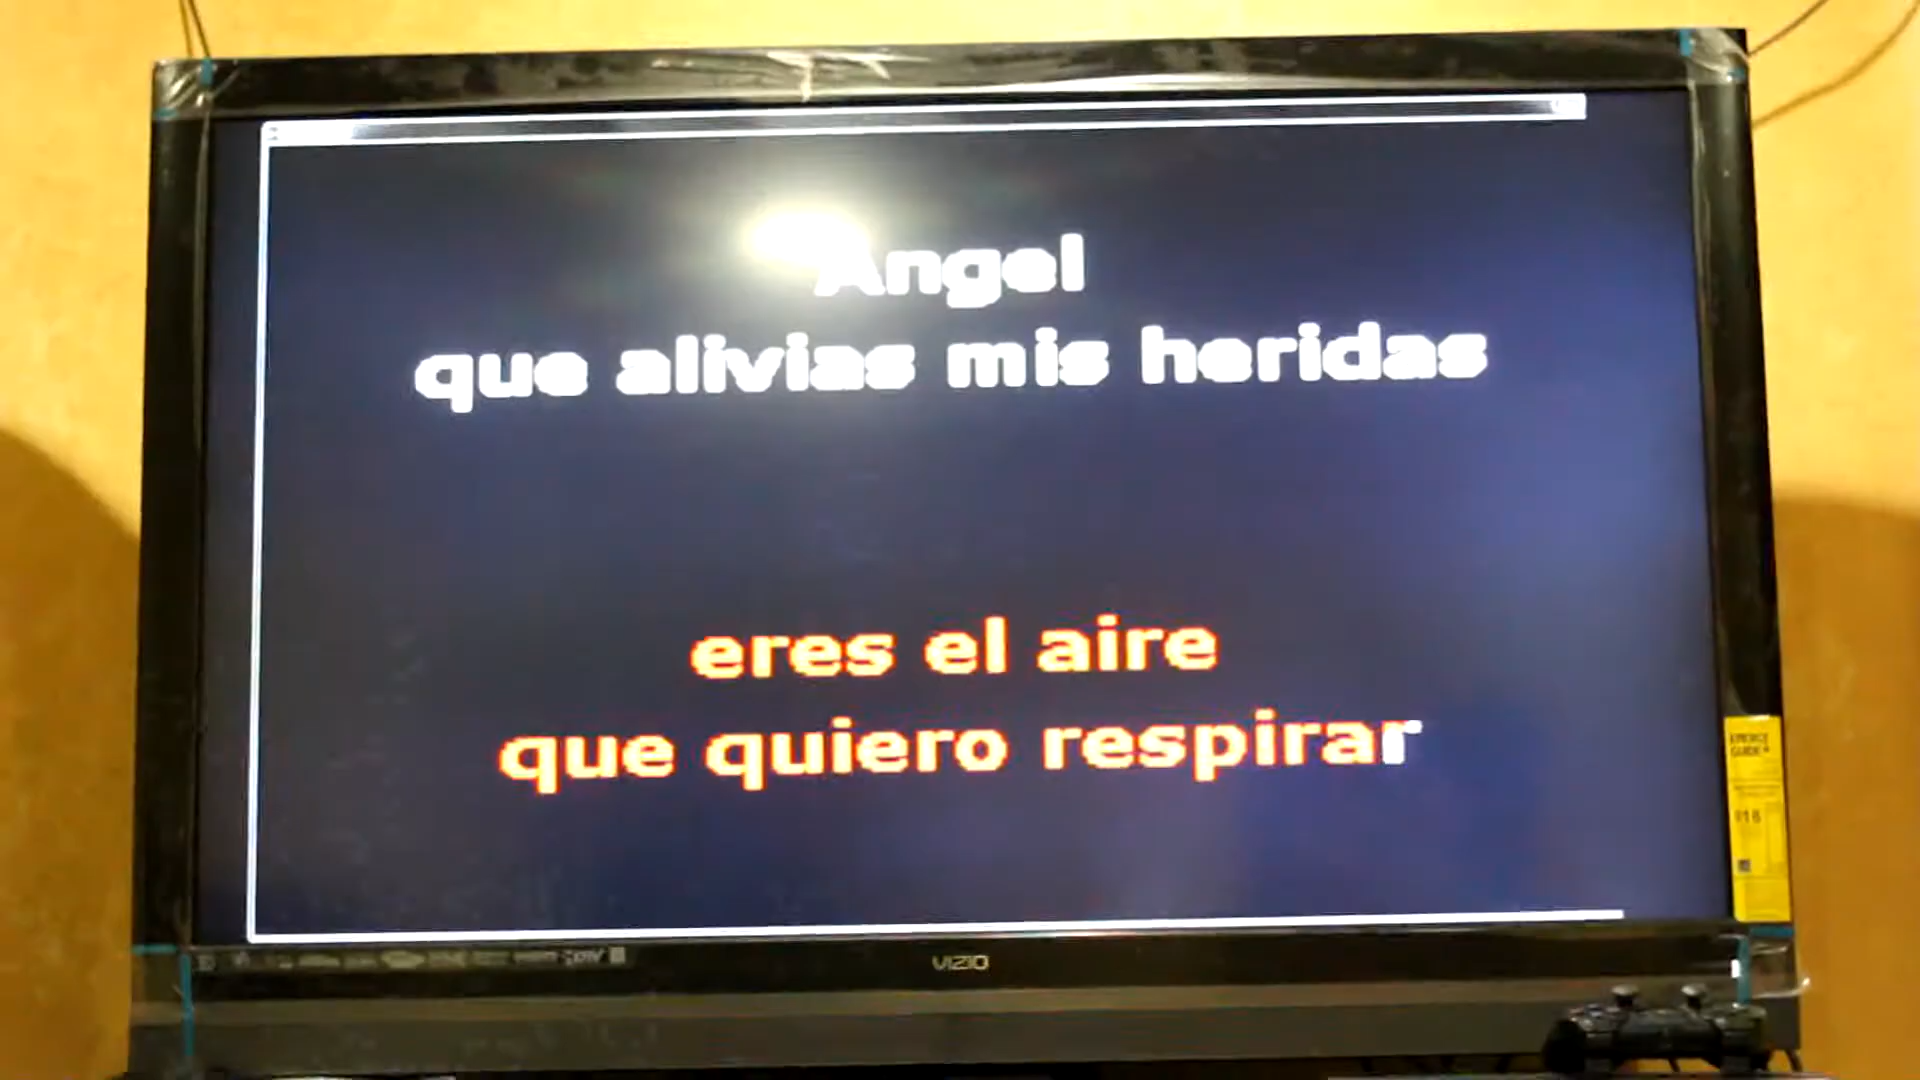 Angel
que alivias mis heridas
eres el aire
que quiero respirar
VIZIO